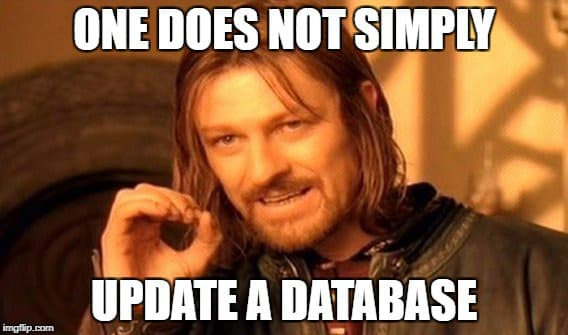 ONE DOES NOT SIMPLY
UPDATE A DATABASE
imgflip.com